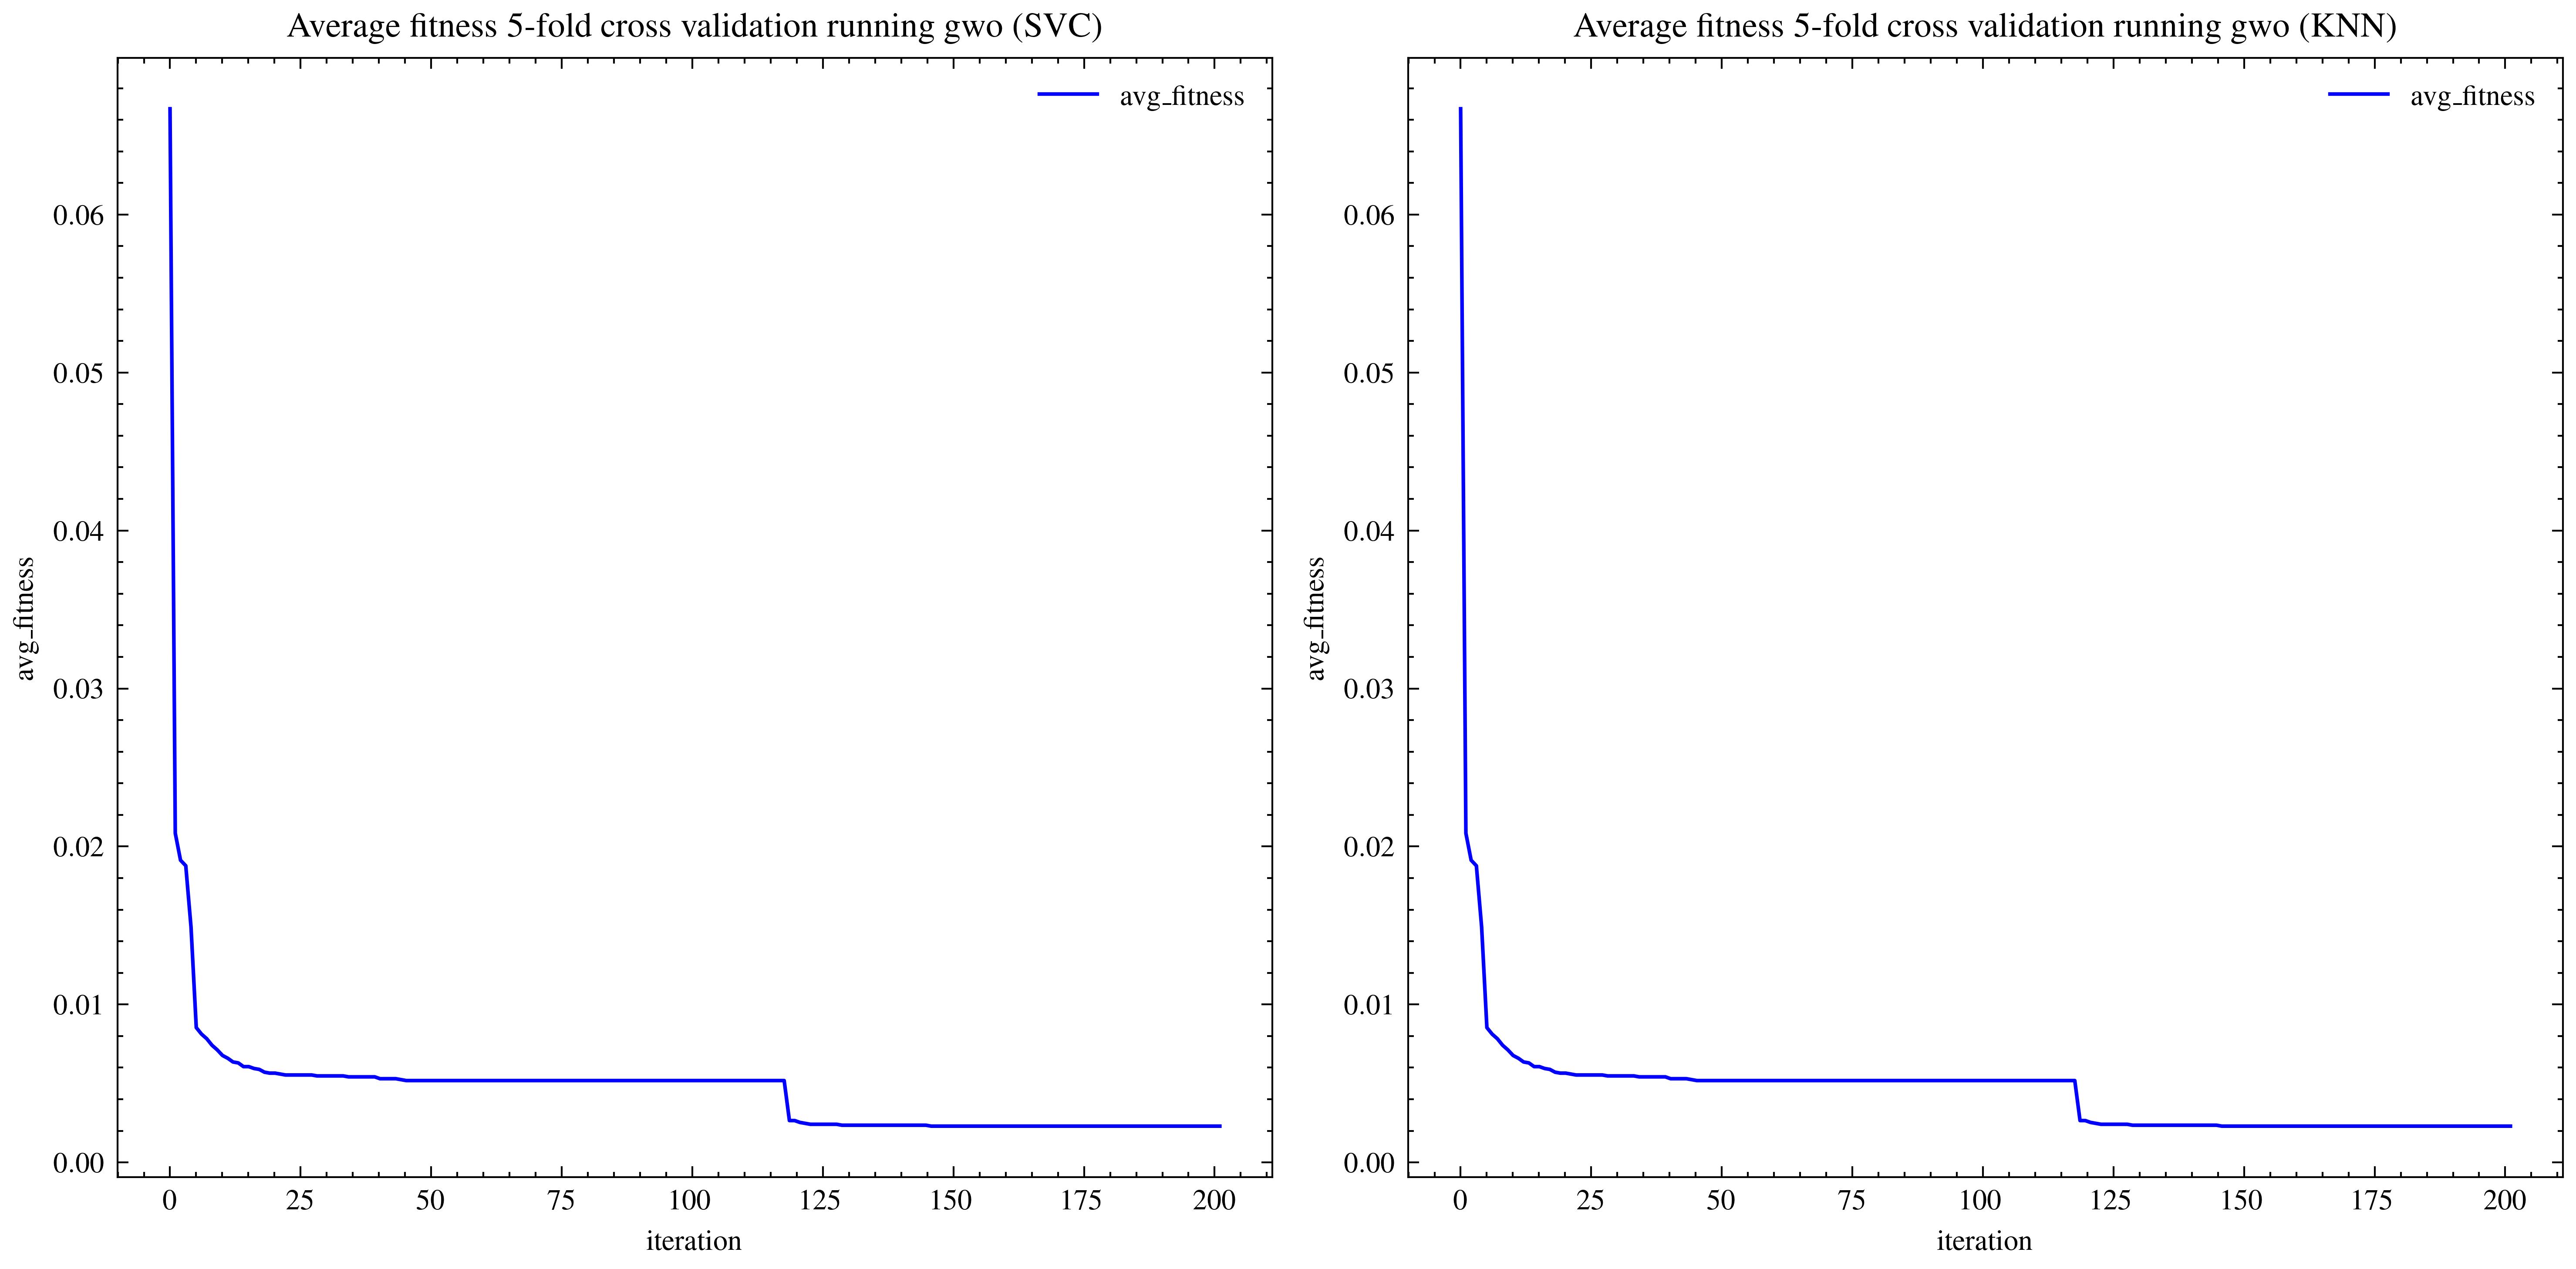 Average fitness 5-fold cross validation running gwo (SVC)
avg_fitness
0.06
0.05
0.04
0.03
0.02
0.01
0.00
avg_fitness
0 25 50 75 100 125 150 175 200
iteration
Average fitness 5-fold cross validation running gwo (KNN)
avg_fitness
0.06
0.05
0.04
0.03
0.02
0.01
0.00
avg_fitness
0 25 50 75 100 125 150 175 200
iteration